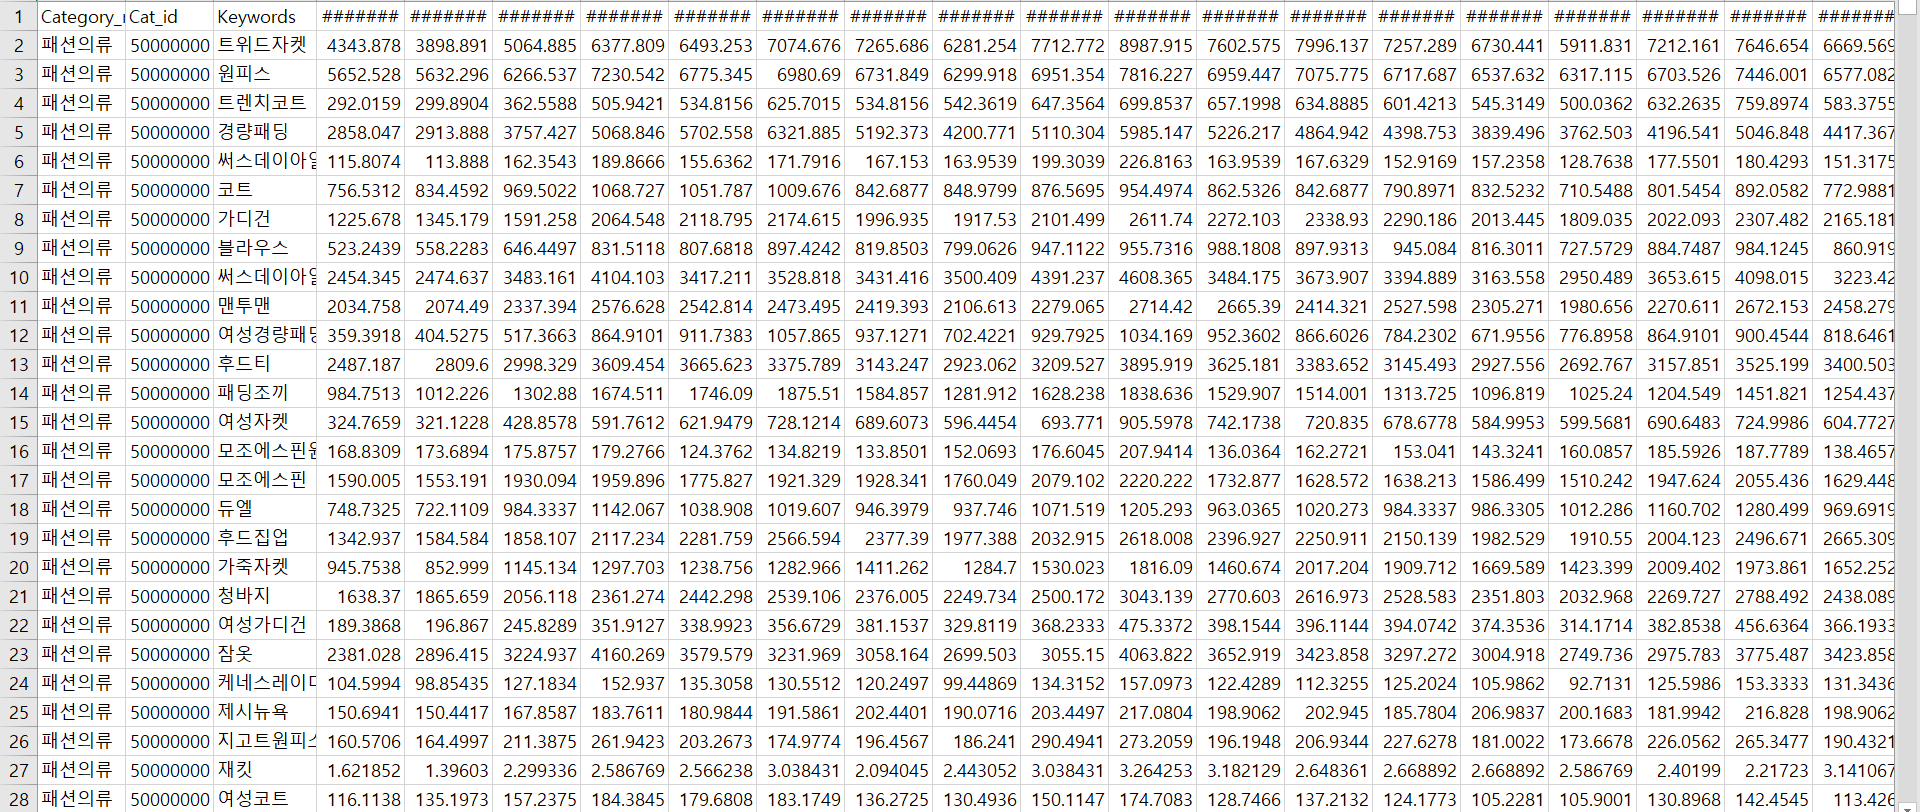 1 Category_r Cat_id Keywords ####### ####### ####### ####### ####### ####### ####### ####### ####### ####### ####### ####### ####### ####### ####### ####### ####### #######
2 패션의류 50000000 트위드자켓 4343.878 3898.891 5064.885 6377.809 6493.253 7074.676 7265.686 6281.254 7712.772 8987.915 7602.575 7996.137 7257.289 6730.441 5911.831 7212.161 7646.654 6669.569
3 패션의류 50000000 원피스 5652.528 5632.296 6266.537 7230.542 6775.345 6980.69 6731.849 6299.918 6951.354 7816.227 6959.447 7075.775 6717.687 6537.632 6317.115 6703.526 7446.001 6577.082
4 패션의류 50000000 트렌치코트 292.0159 299.8904 362.5588 505.9421 534.8156 625.7015 534.8156 542.3619 647.3564 699.8537 657.1998 634.8885 601.4213 545.3149 500.0362 632.2635 759.8974 583.3755
5 패션의류 50000000 경량패딩 2858.047 2913.888 3757.427 5068.846 5702.558 6321.885 5192.373 4200.771 5110.304 5985.147 5226.217 4864.942 4398.753 3839.496 3762.503 4196.541 5046.848 4417.367
6 패션의류 50000000 써스데이아일 115.8074 113.888 162.3543 189.8666 155.6362 171.7916 167.153 163.9539 199.3039 226.8163 163.9539 167.6329 152.9169 157.2358 128.7638 177.5501 180.4293 151.3175
7 패션의류 50000000 코트 756.5312 834.4592 969.5022 1068.727 1051.787 1009.676 842.6877 848.9799 876.5695 954.4974 862.5326 842.6877 790.8971 832.5232 710.5488 801.5454 892.0582 772.9881
8 패션의류 50000000 가디건 1225.678 1345.179 1591.258 2064.548 2118.795 2174.615 1996.935 1917.53 2101.499 2611.74 2272.103 2338.93 2290.186 2013.445 1809.035 2022.093 2307.482 2165.181
9 패션의류 50000000 블라우스 523.2439 558.2283 646.4497 831.5118 807.6818 897.4242 819.8503 799.0626 947.1122 955.7316 988.1808 897.9313 945.084 816.3011 727.5729 884.7487 984.1245 860.919
10 패션의류 50000000 써스데이아일 2454.345 2474.637 3483.161 4104.103 3417.211 3528.818 3431.416 3500.409 4391.237 4608.365 3484.175 3673.907 3394.889 3163.558 2950.489 3653.615 4098.015 3223.42
11 패션의류 50000000 맨투맨 2034.758 2074.49 2337.394 2576.628 2542.814 2473.495 2419.393 2106.613 2279.065 2714.42 2665.39 2414.321 2527.598 2305.271 1980.656 2270.611 2672.153 2458.279
12 패션의류 50000000 여성경량패딩 359.3918 404.5275 517.3663 864.9101 911.7383 1057.865 937.1271 702.4221 929.7925 1034.169 952.3602 866.6026 784.2302 671.9556 776.8958 864.9101 900.4544 818.6461
13 패션의류 50000000 후드티 2487.187 2809.6 2998.329 3609.454 3665.623 3375.789 3143.247 2923.062 3209.527 3895.919 3625.181 3383.652 3145.493 2927.556 2692.767 3157.851 3525.199 3400.503
14 패션의류 50000000 패딩조끼 984.7513 1012.226 1302.88 1674.511 1746.09 1875.51 1584.857 1281.912 1628.238 1838.636 1529.907 1514.001 1313.725 1096.819 1025.24 1204.549 1451.821 1254.437
15 패션의류 50000000 여성자켓 324.7659 321.1228 428.8578 591.7612 621.9479 728.1214 689.6073 596.4454 693.771 905.5978 742.1738 720.835 678.6778 584.9953 599.5681 690.6483 724.9986 604.7727
16 패션의류 50000000 모조에스핀원 168.8309 173.6894 175.8757 179.2766 124.3762 134.8219 133.8501 152.0693 176.6045 207.9414 136.0364 162.2721 153.041 143.3241 160.0857 185.5926 187.7789 138.4657
17 패션의류 50000000 모조에스핀 1590.005 1553.191 1930.094 1959.896 1775.827 1921.329 1928.341 1760.049 2079.102 2220.222 1732.877 1628.572 1638.213 1586.499 1510.242 1947.624 2055.436 1629.448
18 패션의류 50000000 듀엘 748.7325 722.1109 984.3337 1142.067 1038.908 1019.607 946.3979 937.746 1071.519 1205.293 963.0365 1020.273 984.3337 986.3305 1012.286 1160.702 1280.499 969.6919
19 패션의류 50000000 후드집업 1342.937 1584.584 1858.107 2117.234 2281.759 2566.594 2377.39 1977.388 2032.915 2618.008 2396.927 2250.911 2150.139 1982.529 1910.55 2004.123 2496.671 2665.309
20 패션의류 50000000 가죽자켓 945.7538 852.999 1145.134 1297.703 1238.756 1282.966 1411.262 1284.7 1530.023 1816.09 1460.674 2017.204 1909.712 1669.589 1423.399 2009.402 1973.861 1652.252
21 패션의류 50000000 청바지 1638.37 1865.659 2056.118 2361.274 2442.298 2539.106 2376.005 2249.734 2500.172 3043.139 2770.603 2616.973 2528.583 2351.803 2032.968 2269.727 2788.492 2438.089
22 패션의류 50000000 여성가디건 189.3868 196.867 245.8289 351.9127 338.9923 356.6729 381.1537 329.8119 368.2333 475.3372 398.1544 396.1144 394.0742 374.3536 314.1714 382.8538 456.6364 366.1933
23 패션의류 50000000 잠옷 2381.028 2896.415 3224.937 4160.269 3579.579 3231.969 3058.164 2699.503 3055.15 4063.822 3652.919 3423.858 3297.272 3004.918 2749.736 2975.783 3775.487 3423.858
24 패션의류 50000000 케네스레이디 104.5994 98.85435 127.1834 152.937 135.3058 130.5512 120.2497 99.44869 134.3152 157.0973 122.4289 112.3255 125.2024 105.9862 92.7131 125.5986 153.3333 131.3436
25 패션의류 50000000 제시뉴욕 150.6941 150.4417 167.8587 183.7611 180.9844 191.5861 202.4401 190.0716 203.4497 217.0804 198.9062 202.945 185.7804 206.9837 200.1683 181.9942 216.828 198.9062
26 패션의류 50000000 지고트원피스 160.5706 164.4997 211.3875 261.9423 203.2673 174.9774 196.4567 186.241 290.4941 273.2059 196.1948 206.9344 227.6278 181.0022 173.6678 226.0562 265.3477 190.4321
27 패션의류 50000000 재킷 1.621852 1.39603 2.299336 2.586769 2.566238 3.038431 2.094045 2.443052 3.038431 3.264253 3.182129 2.648361 2.668892 2.668892 2.586769 2.40199 2.21723 3.141067
28 패션의류 50000000 여성코트 116.1138 135.1973 157.2375 184.3845 179.6808 183.1749 136.2725 130.4936 150.1147 174.7083 128.7466 137.2132 124.1773 105.2281 105.9001 130.8968 142.4545 113.426